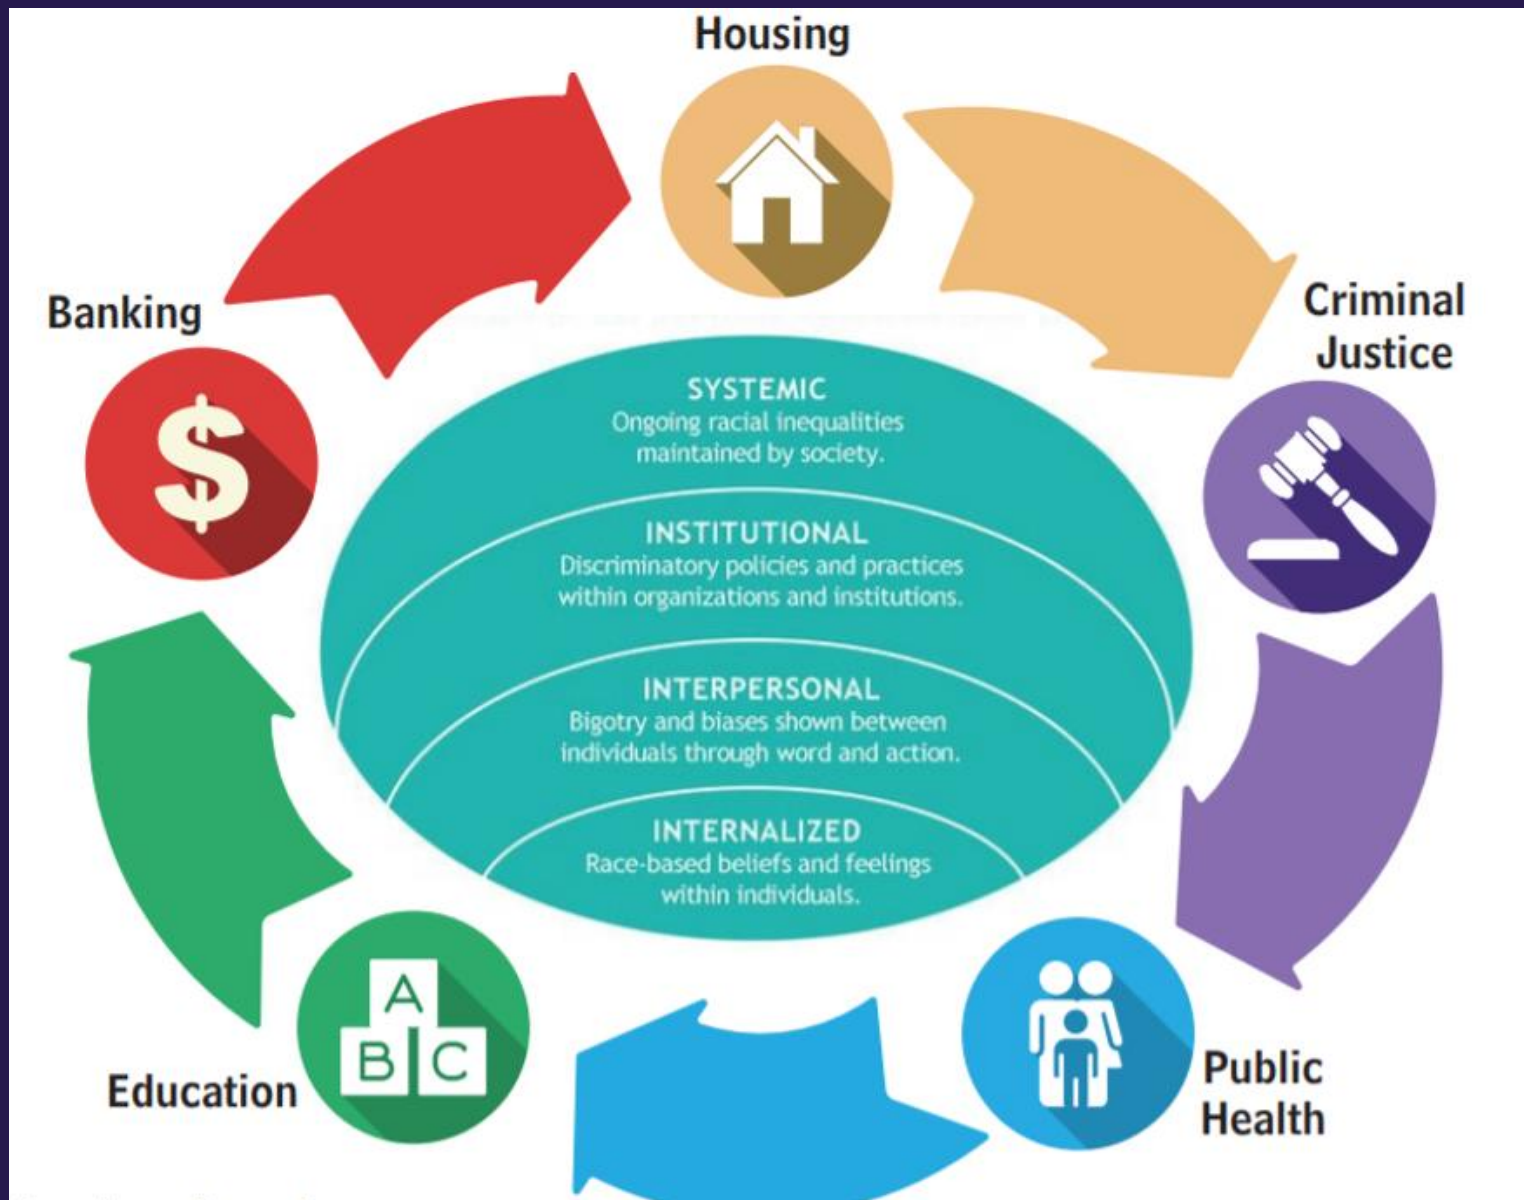 Housing
Banking
Criminal
Justice
$
SYSTEMIC
Ongoing racial inequalities
maintained by society.
INSTITUTIONAL
Discriminatory policies and practices
within organizations and institutions.
INTERPERSONAL
Bigotry and biases shown between
individuals through word and action.
INTERNALIZED
Race-based beliefs and feelings
within individuals.
A
B C
Education
Public
Health